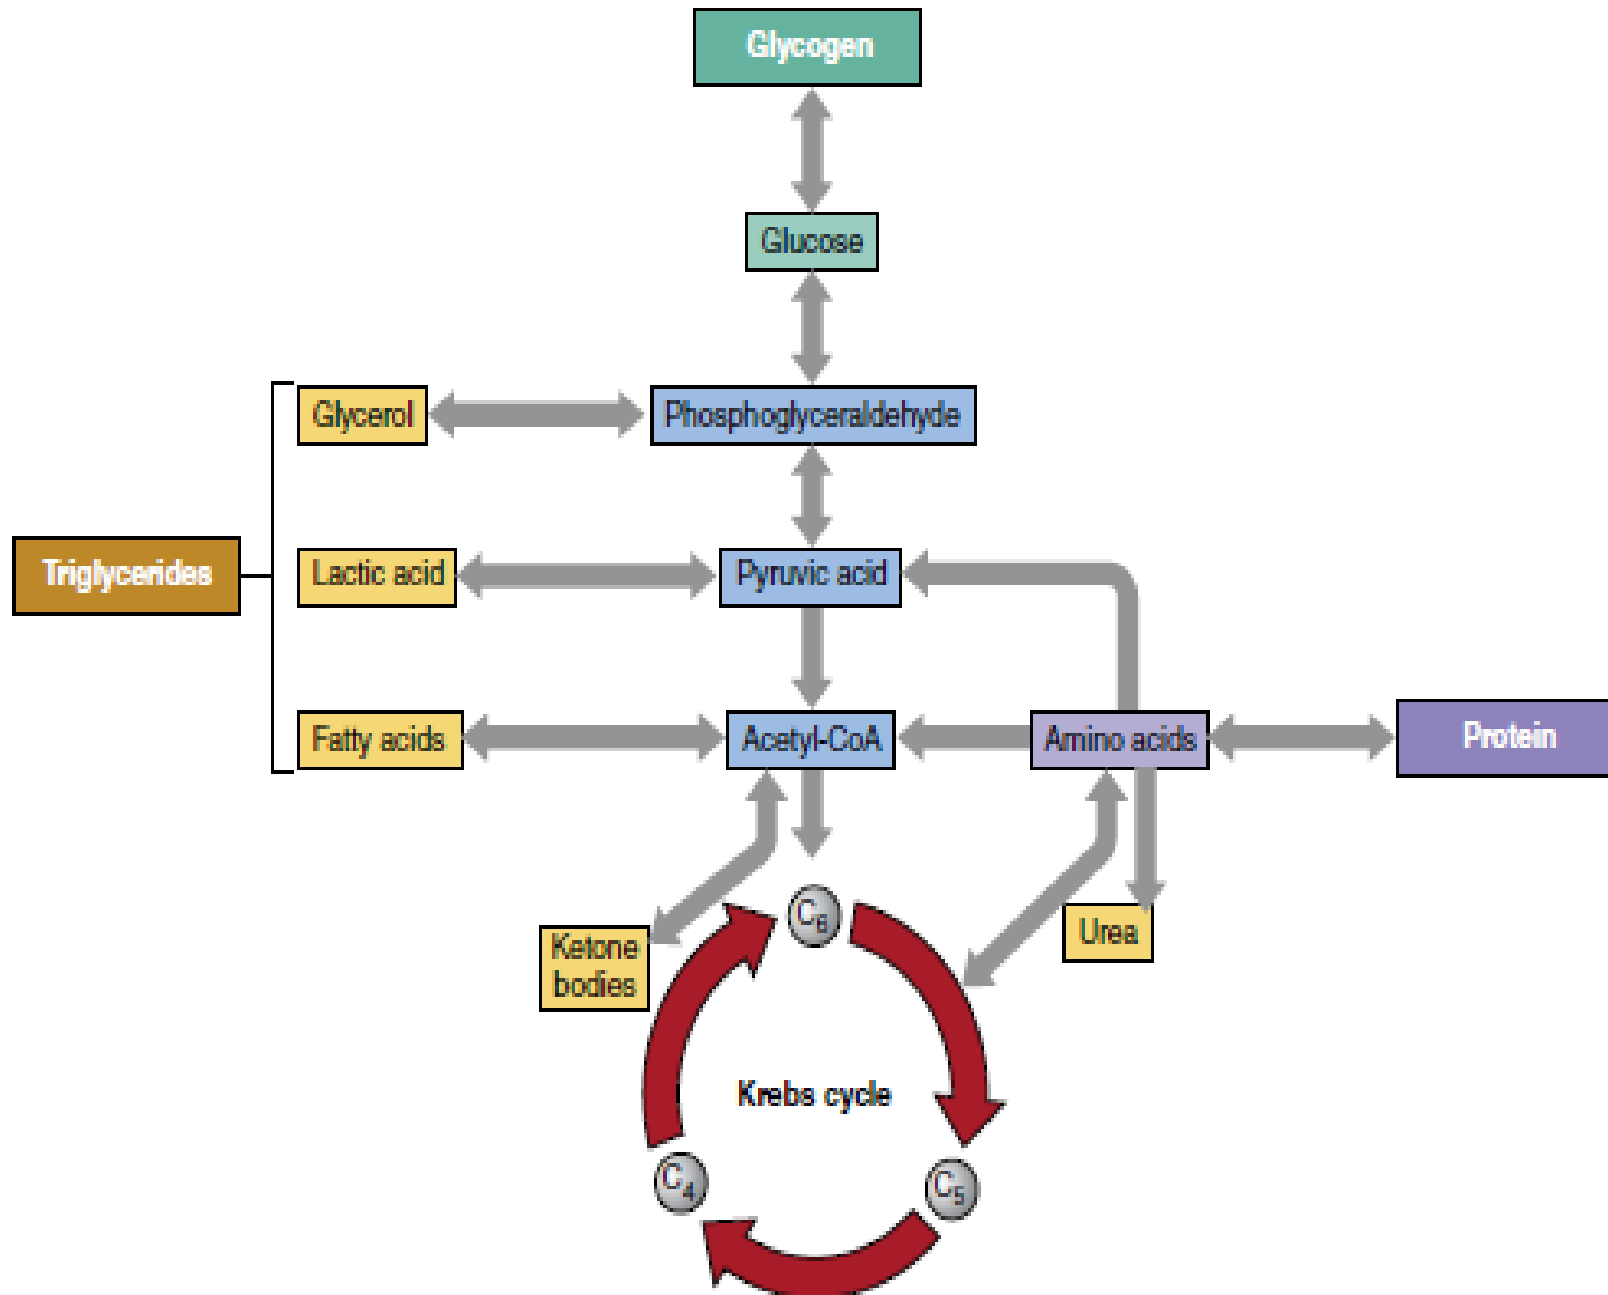 Glycogen
Glucose
Glycerol
Phosphoglyceraldehyde
Triglycerides
Lactic acid
Pyruvic acid
Fatty acids
Acetyl-CoA
Amino acids
Protein
C6
Urea
Ketone
bodies
Krebs cycle
C4
C5